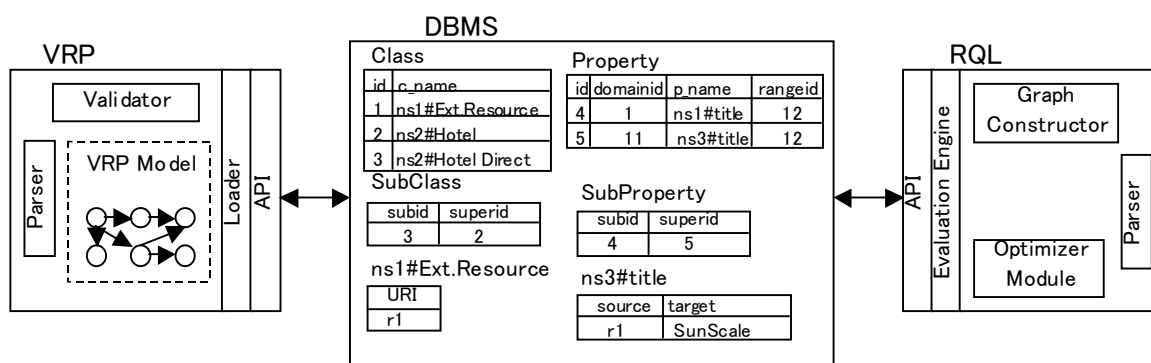 VRP
Validator
Parser
VRP Model
Loader
API
DBMS
Class
id c_name
1 ns1#Ext.Resource
2 ns2#Hotel
3 ns2#Hotel Direct
SubClass
subid superid
3 2
ns1#Ext.Resource
URI
r1
Property
id domainid p_name rangeid
4 1 ns1#title 12
5 11 ns3#title 12
SubProperty
subid superid
4 5
ns3#title
source target
r1 SunScale
RQL
API
Evaluation Engine
Graph
Constructor
Parser
Optimizer
Module